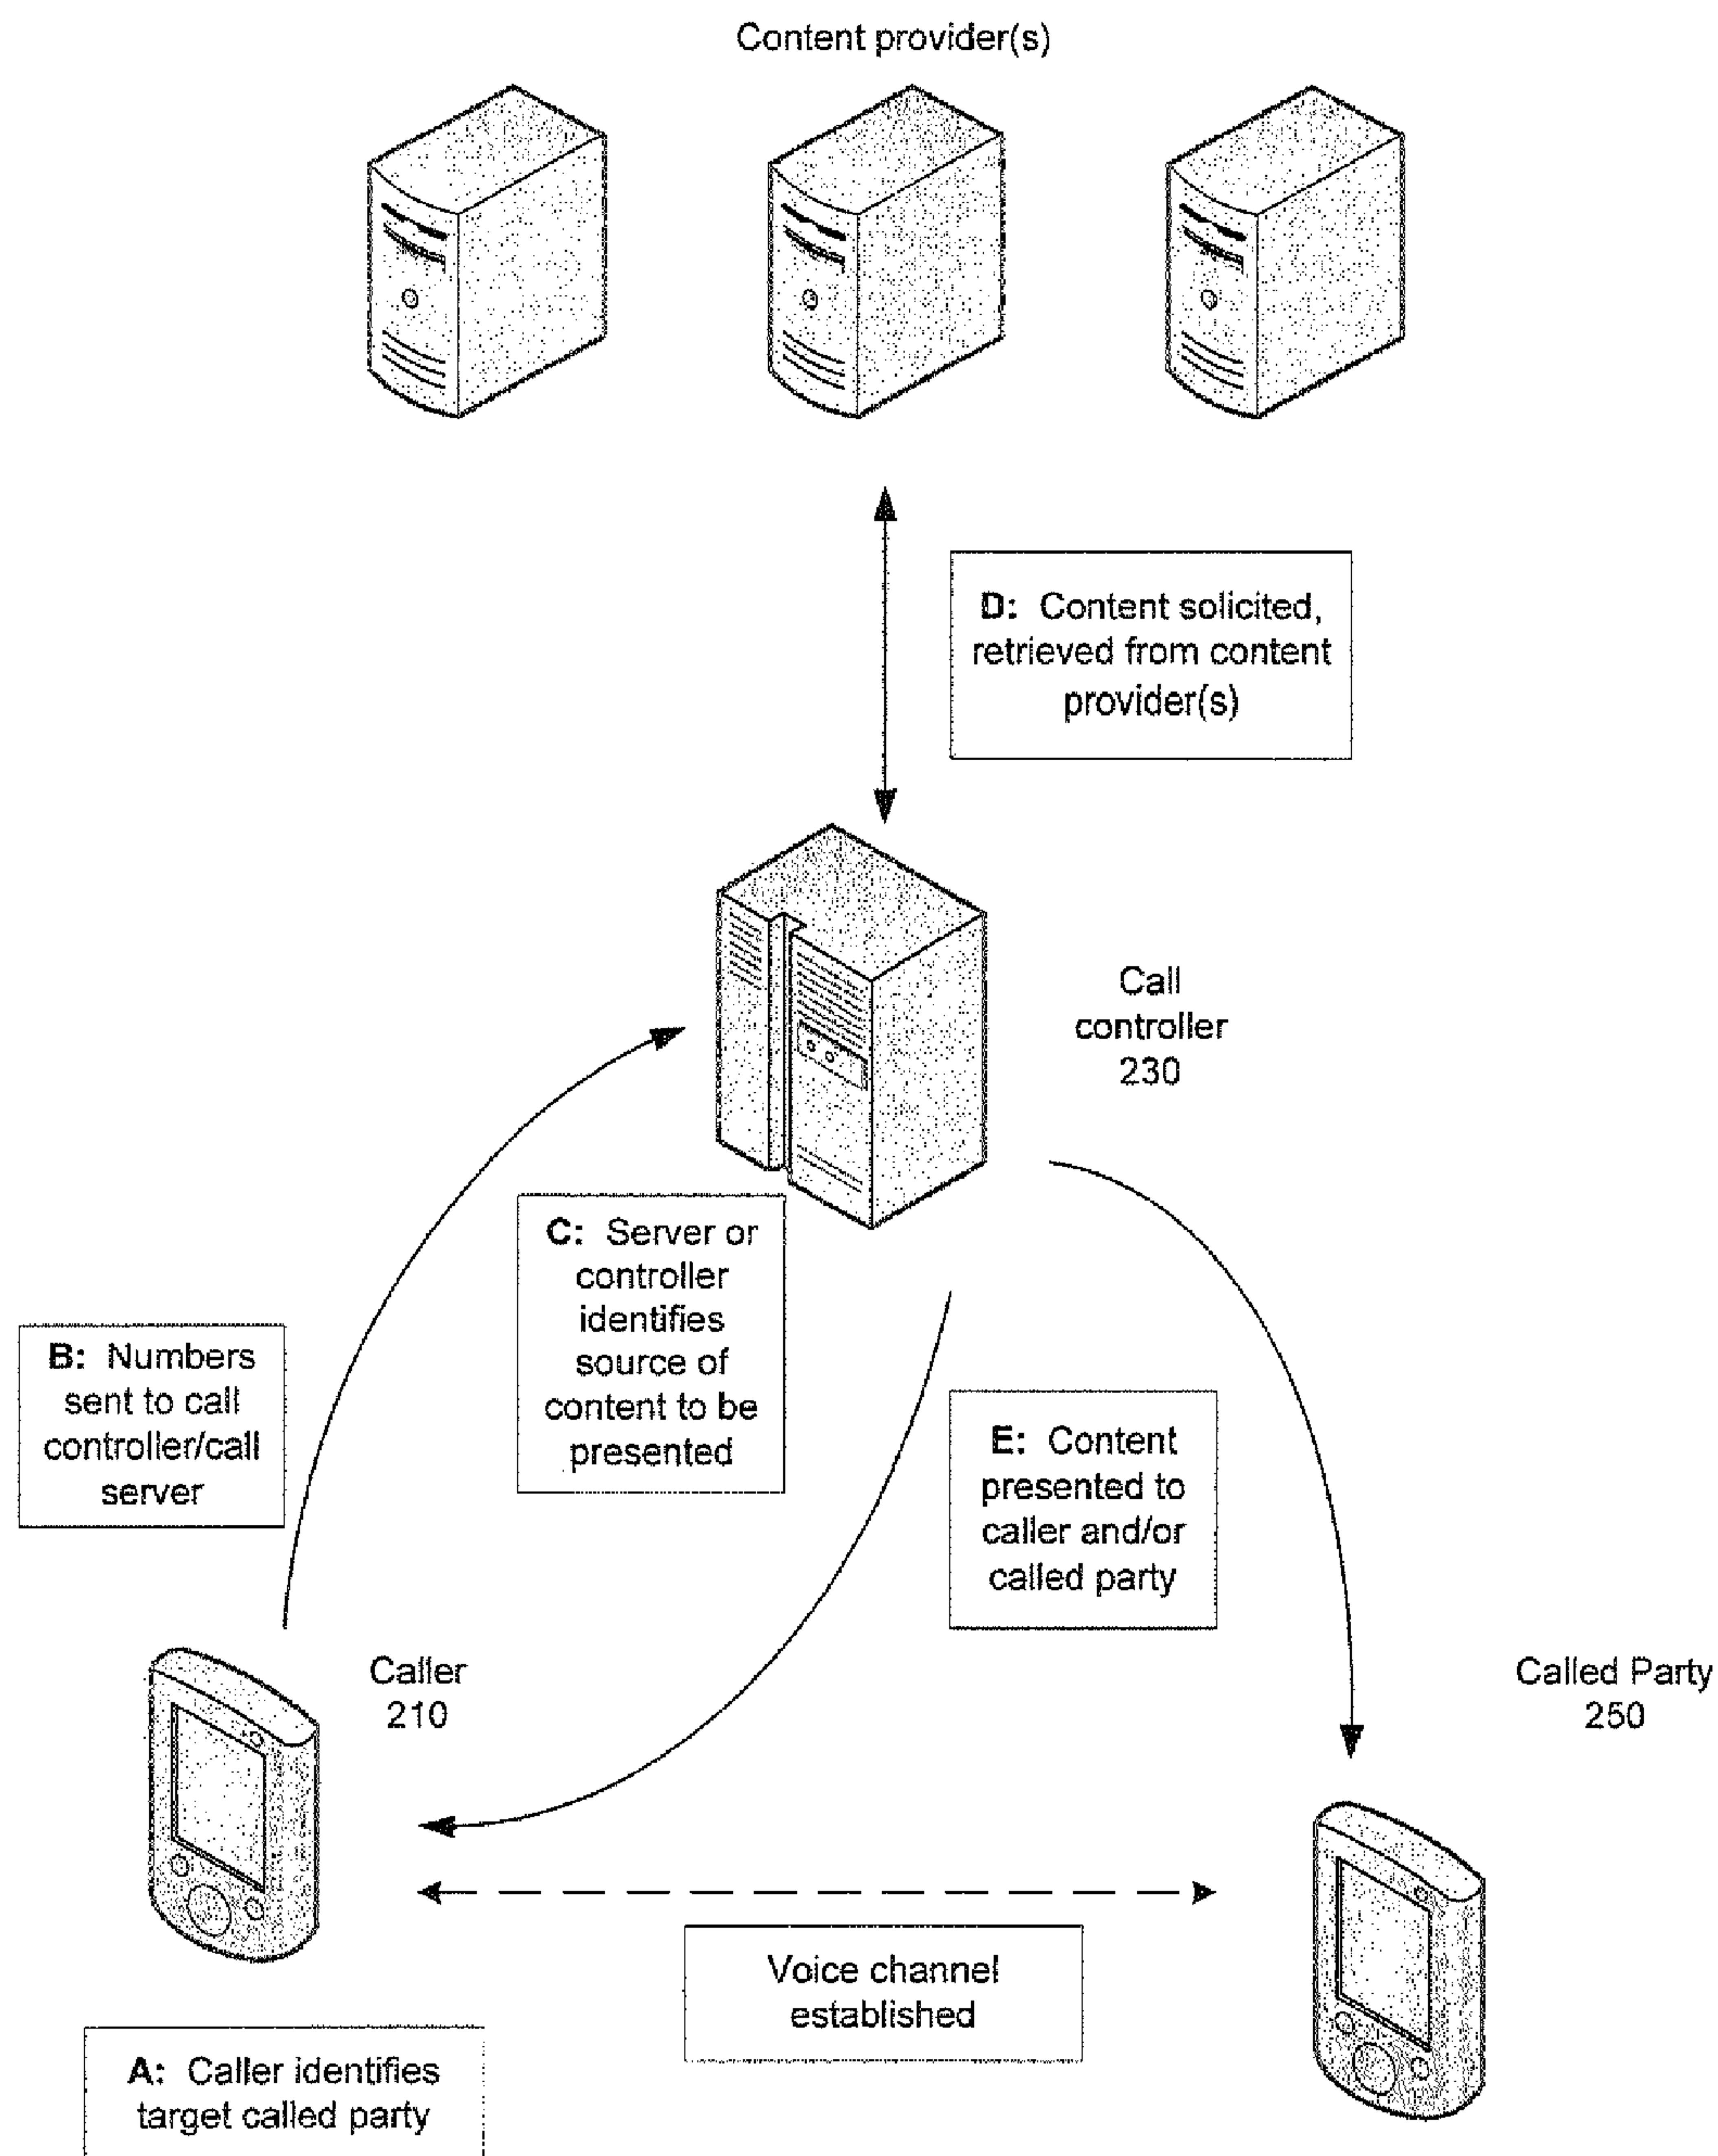 Content provider(s)
D: Content solicited,
retrieved from content
provider(s)
Call
controller
230
C: Server or
controller
identifies
source of
content to be
presented
B: Numbers
sent to call
controller/call
server
E: Content
presented to
caller and/or
called party
Caller
210
Called Party
250
Voice channel
established
A: Caller identifies
target called party